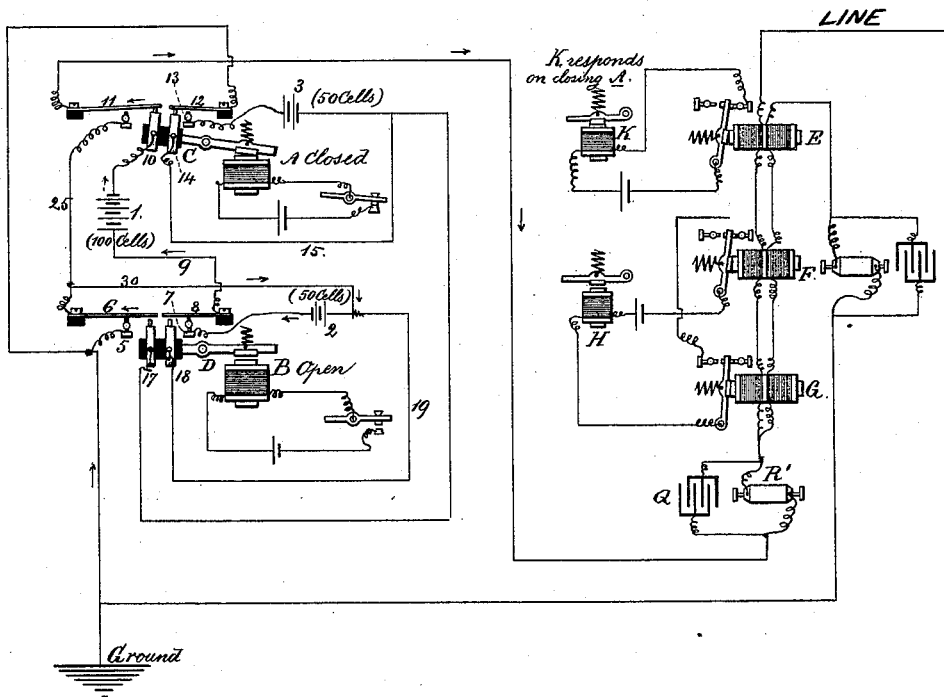 LINE
K. responds
on closing A.
13
11
12
3
(50 Cells)
K
E
10
C
A Closed
14
25
1.
(100 Cells)
15.
9
30
6
7
8
(50 Cells)
2
F.
5
H
17
18
D
B Open
19
G.
Q
R'
Ground